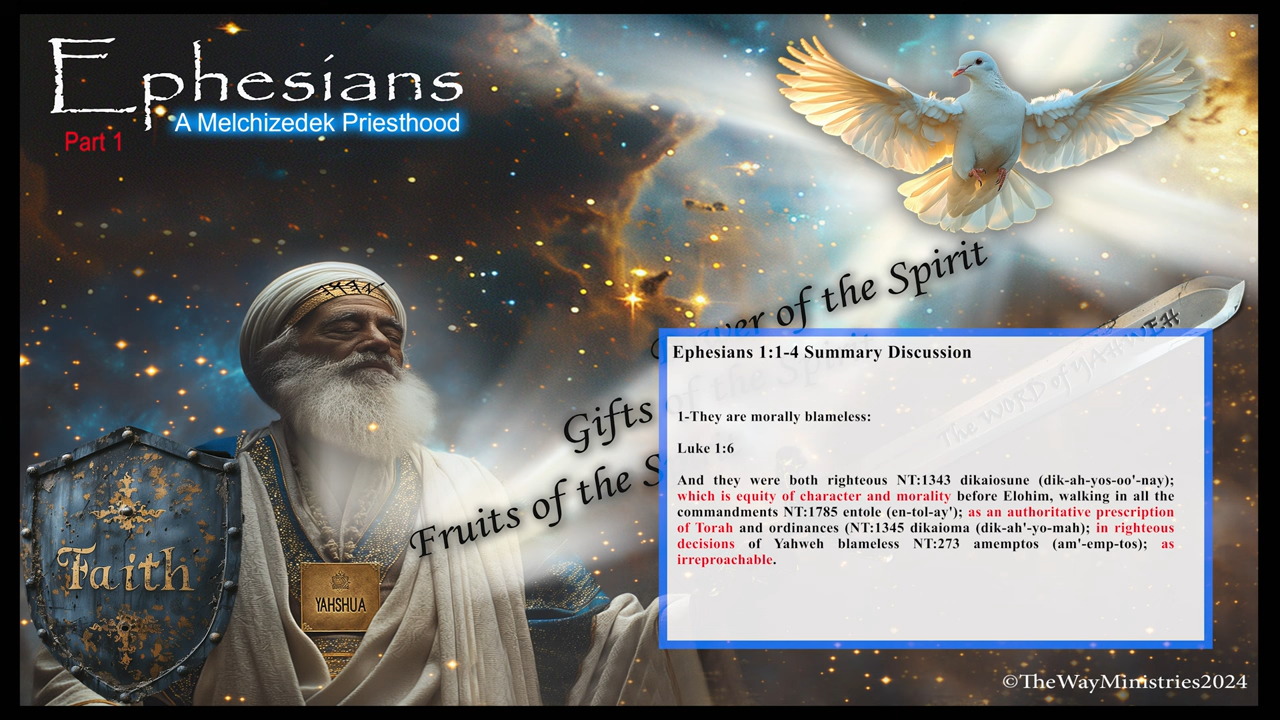 Ephesians
A Melchizedek Priesthood
Part 1
of the Spirit
Gifts of the Spirit
Fruits of the S
The WORD of YAHWEH
Faith
YAHSHUA
Ephesians 1:1-4 Summary Discussion
1-They are morally blameless:
Luke 1:6
And they were both righteous NT:1343 dikaiosune (dik-ah-yos-oo'-nay);
which is equity of character and morality before Elohim, walking in all the
commandments NT:1785 entole (en-tol-ay'); as an authoritative prescription
of Torah and ordinances (NT:1345 dikaioma (dik-ah'-yo-mah); in righteous
decisions of Yahweh blameless NT:273 amemptos (am'-emp-tos); as
irreproachable.
©TheWayMinistries2024